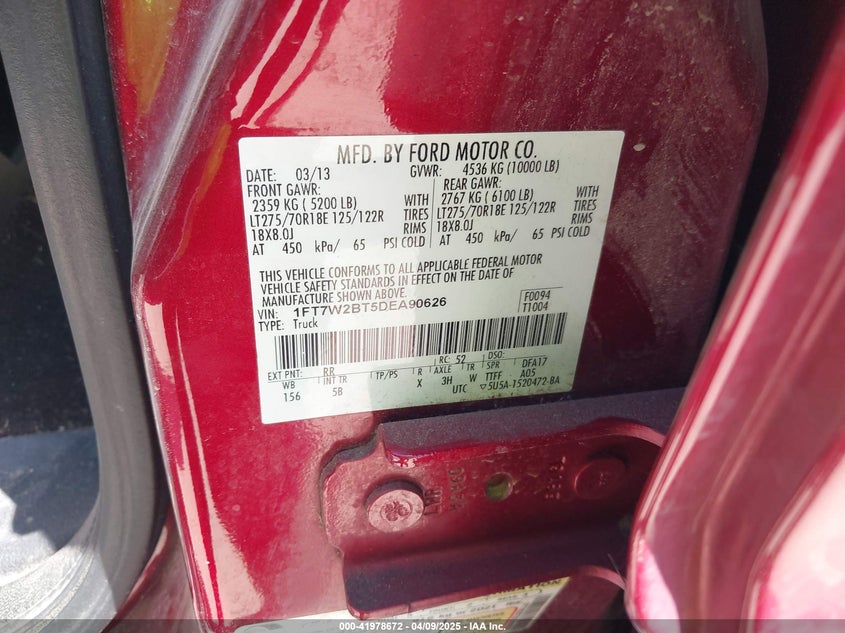 MFD. BY FORD MOTOR CO.
DATE: 03/13 GVWR: 4536 KG (10000 LB)
FRONT GAWR: REAR GAWR:
2359 KG ( 5200 LB) WITH 2767 KG ( 6100 LB) WITH
LT275/70R18E 125/122R TIRES LT275/70R18E 125/122R TIRES
18X8.0J RIMS 18X8.0J RIMS
AT 450 kPa/ 65 PSI COLD AT 450 kPa/ 65 PSI COLD
THIS VEHICLE CONFORMS TO ALL APPLICABLE FEDERAL MOTOR
VEHICLE SAFETY STANDARDS IN EFFECT ON THE DATE OF
MANUFACTURE SHOWN ABOVE.
VIN: 1FT7W2BT5DEA90626 F0094
TYPE: Truck T1004
EXT PNT: RR RC: 52 DSO:
WB INT TR TP/PS R AXLE TR SPR DFA17
156 5B X 3H W TTFF A05
UTC ▽5U5A-1520472-BA
00-41978672 - 04/09/2025 - IAA Inc.